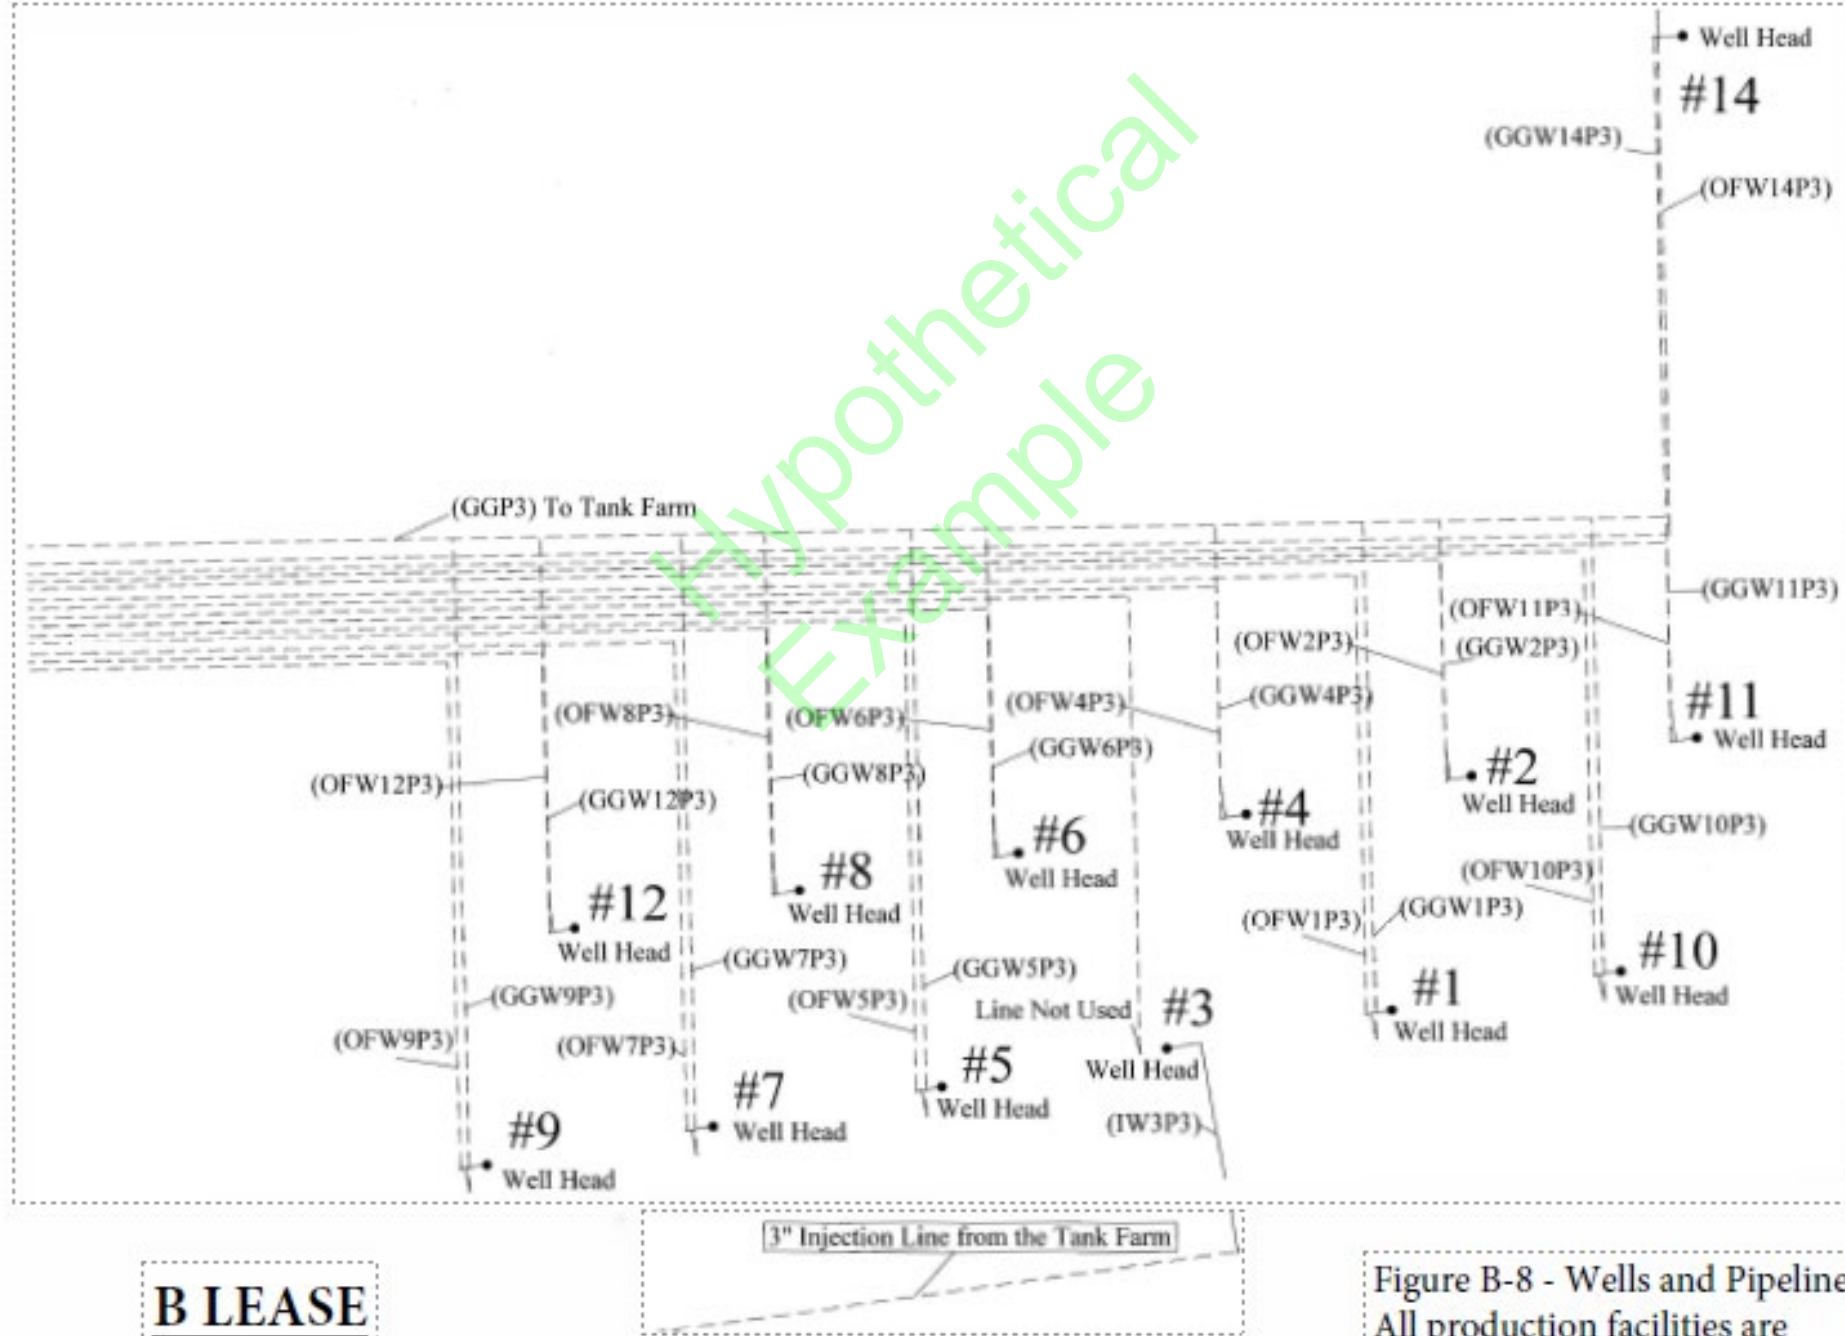 Well Head
#14
(GGW14P3)
(OFW14P3)
Hypothetical
Example
(GGP3) To Tank Farm
(GGW11P3)
(OFW11P3)
(OFW2P3)
(GGW2P3)
(OFW4P3)
(GGW4P3)
(OFW8P3)
(OFW6P3)
(GGW6P3)
#11
Well Head
(OFW12P3)
(GGW12P3)
(GGW8P3)
#2
Well Head
#4
Well Head
(GGW10P3)
#6
Well Head
(OFW10P3)
#8
Well Head
#12
Well Head
(OFW1P3)
(GGW1P3)
#10
Well Head
(GGW7P3)
(GGW5P3)
(GGW9P3)
(OFW5P3)
Line Not Used
#3
Well Head
#1
Well Head
(OFW9P3)
(OFW7P3)
#5
Well Head
#7
Well Head
(IW3P3)
#9
Well Head
3" Injection Line from the Tank Farm
B LEASE
Figure B-8 - Wells and Pipeline
All production facilities are